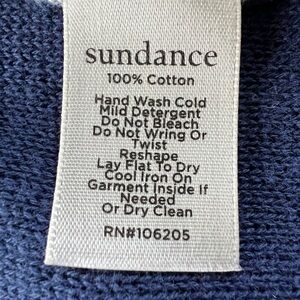 sundance
100% Cotton
Hand Wash Cold
Mild Detergent
Do Not Bleach
Do Not Wring Or
Twist
Reshape
Lay Flat To Dry
Cool Iron On
Garment Inside If
Needed
Or Dry Clean
RN#106205